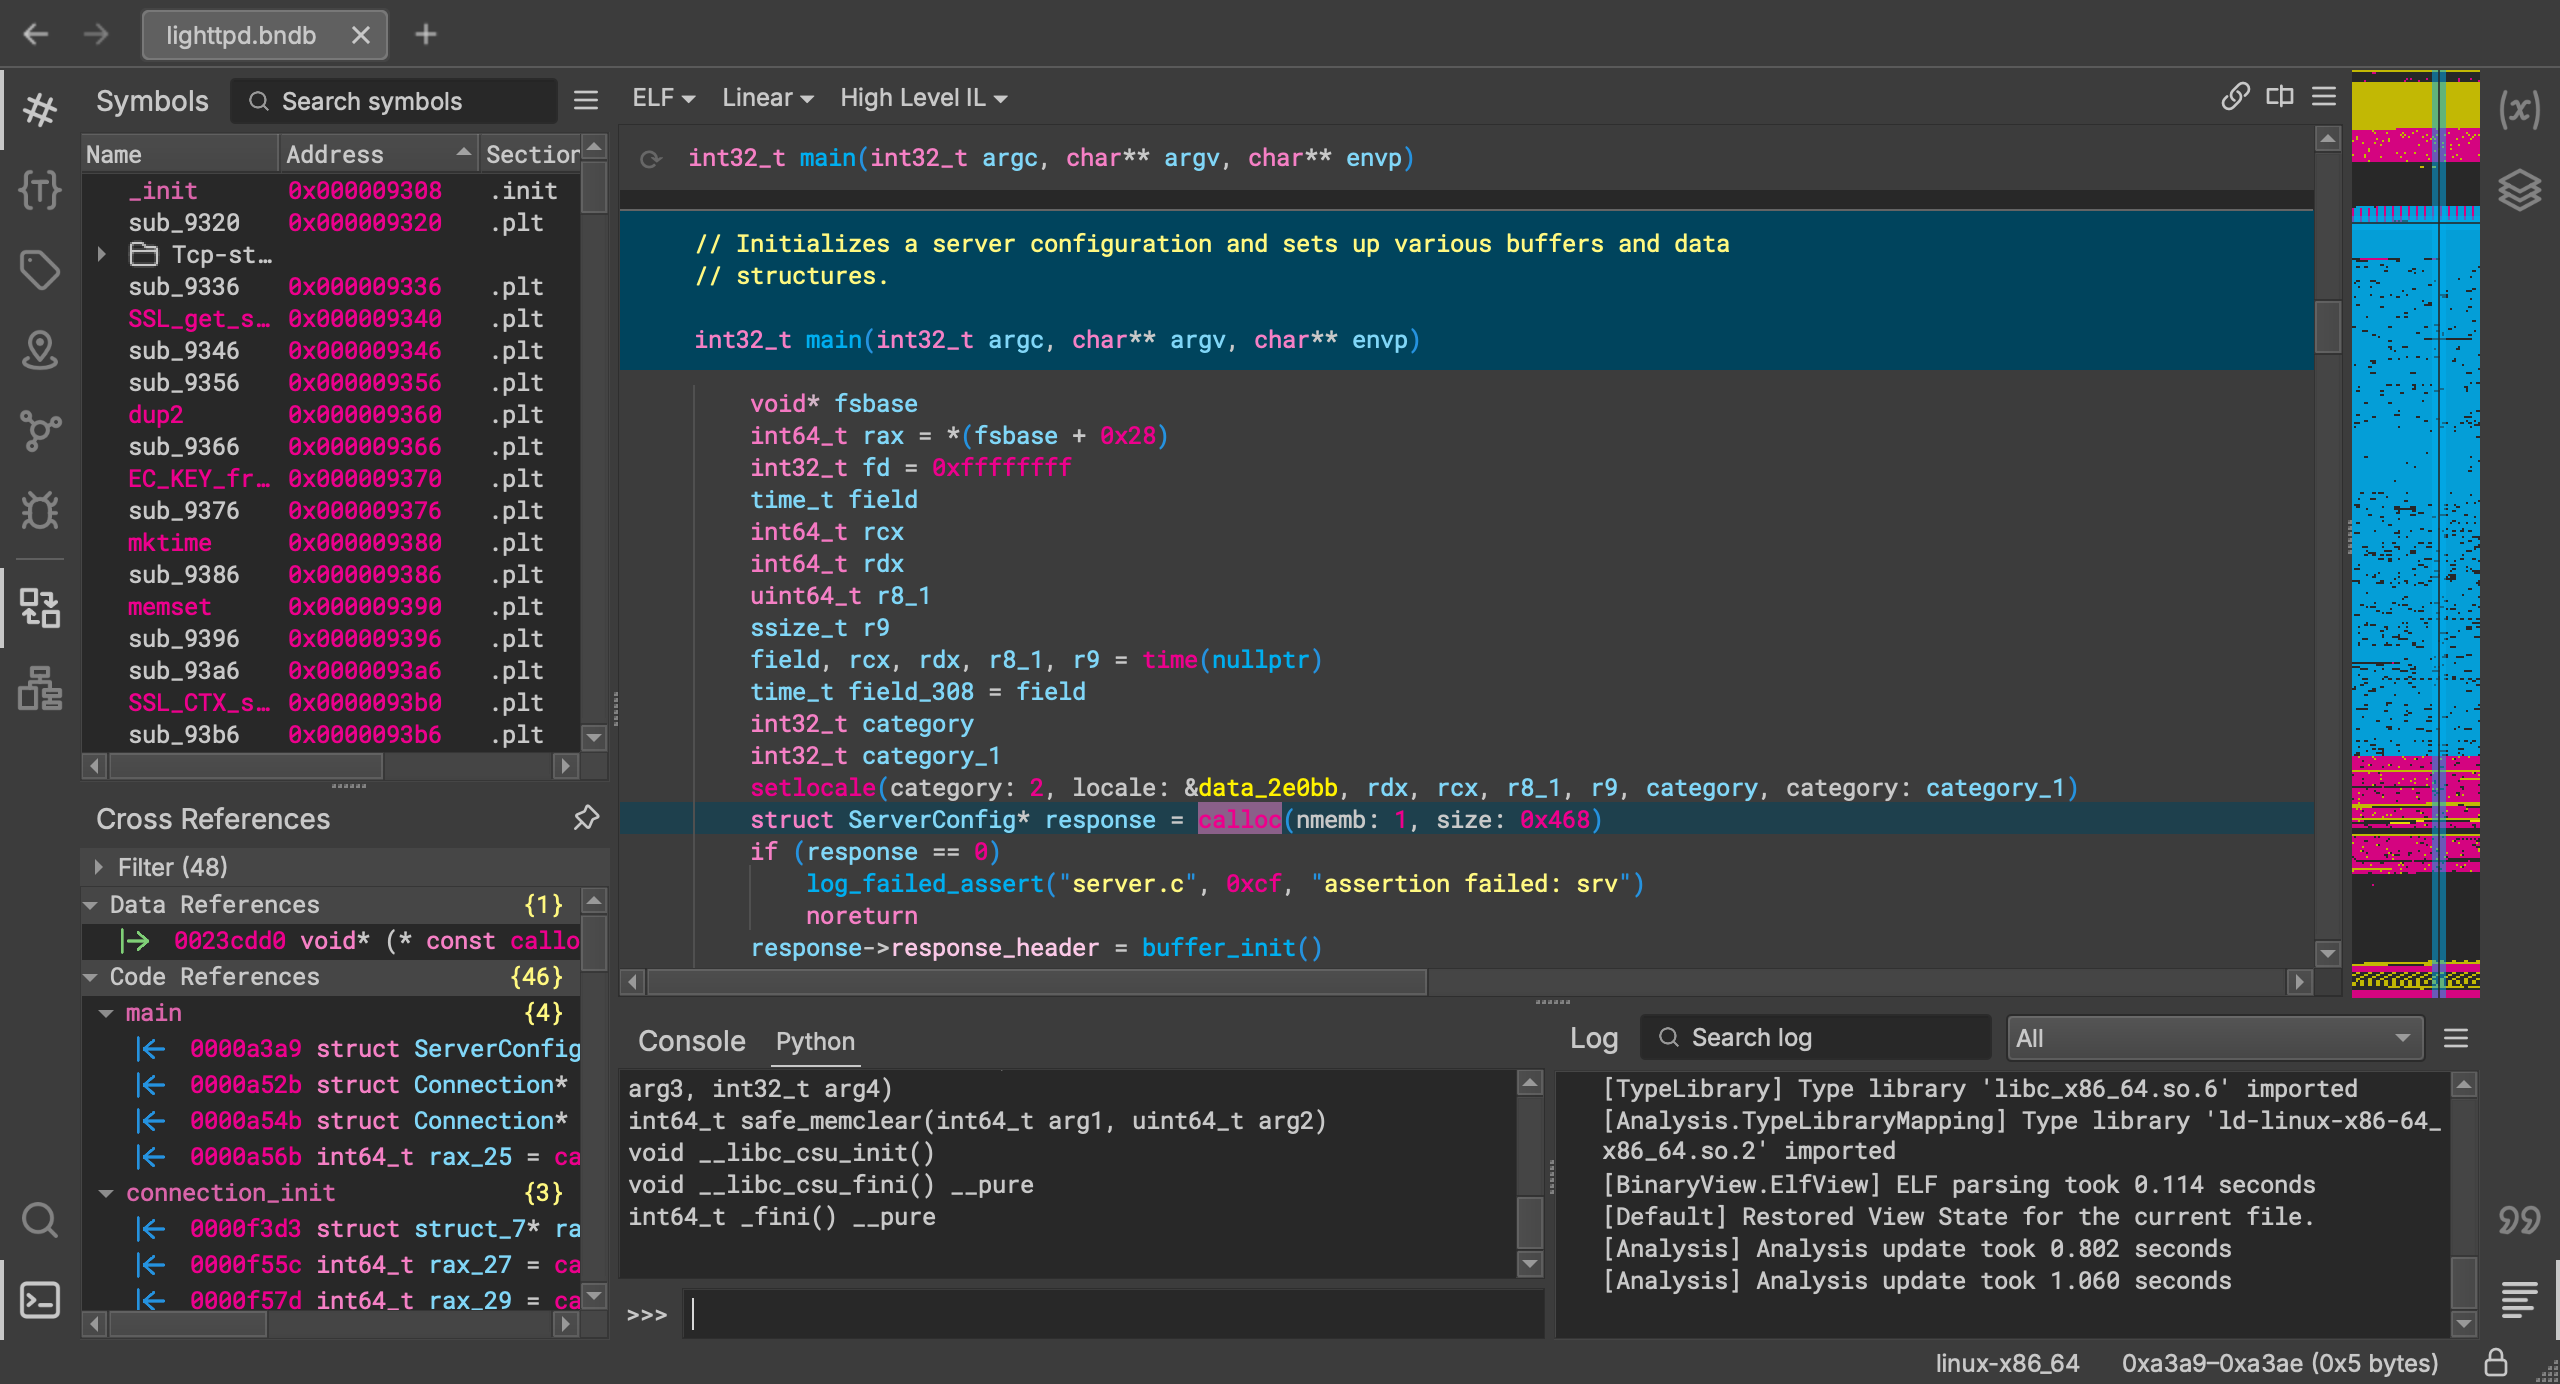 lighttpd.bndb
Symbols
Search symbols
Name Address Section
_init 0x000009308 .init
sub_9320 0x000009320 .plt
Tcp-st…
sub_9336 0x000009336 .plt
SSL_get_s… 0x000009340 .plt
sub_9346 0x000009346 .plt
sub_9356 0x000009356 .plt
dup2 0x000009360 .plt
sub_9366 0x000009366 .plt
EC_KEY_fr… 0x000009370 .plt
sub_9376 0x000009376 .plt
mktime 0x000009380 .plt
sub_9386 0x000009386 .plt
memset 0x000009390 .plt
sub_9396 0x000009396 .plt
sub_93a6 0x0000093a6 .plt
SSL_CTX_s… 0x0000093b0 .plt
sub_93b6 0x0000093b6 .plt
Cross References
Filter (48)
Data References {1}
0023cdd0 void* (* const callo
Code References {46}
main {4}
0000a3a9 struct ServerConfig
0000a52b struct Connection*
0000a54b struct Connection*
0000a56b int64_t rax_25 = ca
connection_init {3}
0000f3d3 struct struct_7* ra
0000f55c int64_t rax_27 = ca
0000f57d int64_t rax_29 = ca
ELF Linear High Level IL
int32_t main(int32_t argc, char** argv, char** envp)
// Initializes a server configuration and sets up various buffers and data
// structures.
int32_t main(int32_t argc, char** argv, char** envp)
void* fsbase
int64_t rax = *(fsbase + 0x28)
int32_t fd = 0xffffffff
time_t field
int64_t rcx
int64_t rdx
uint64_t r8_1
ssize_t r9
field, rcx, rdx, r8_1, r9 = time(nullptr)
time_t field_308 = field
int32_t category
int32_t category_1
setlocale(category: 2, locale: &data_2e0bb, rdx, rcx, r8_1, r9, category, category: category_1)
struct ServerConfig* response = calloc(nmemb: 1, size: 0x468)
if (response == 0)
log_failed_assert("server.c", 0xcf, "assertion failed: srv")
noreturn
response->response_header = buffer_init()
Console Python
arg3, int32_t arg4)
int64_t safe_memclear(int64_t arg1, uint64_t arg2)
void __libc_csu_init()
void __libc_csu_fini() __pure
int64_t _fini() __pure
>>>
Log
Search log
All
[TypeLibrary] Type library 'libc_x86_64.so.6' imported
[Analysis.TypeLibraryMapping] Type library 'ld-linux-x86-64_
x86_64.so.2' imported
[BinaryView.ElfView] ELF parsing took 0.114 seconds
[Default] Restored View State for the current file.
[Analysis] Analysis update took 0.802 seconds
[Analysis] Analysis update took 1.060 seconds
linux-x86_64 0xa3a9–0xa3ae (0x5 bytes)